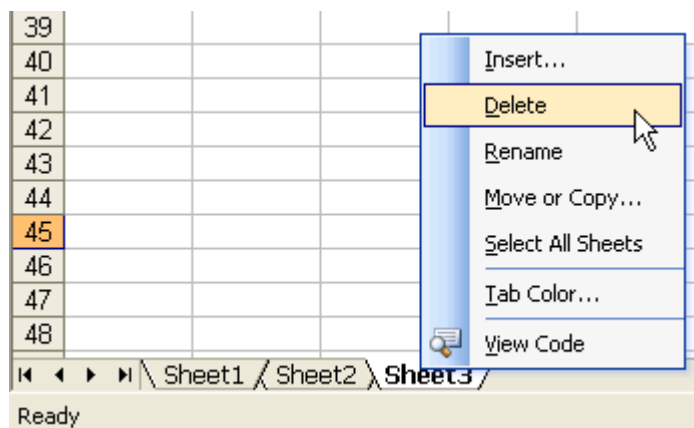 39
40
41
42
43
44
45
46
47
48
Insert...
Delete
Rename
Move or Copy...
Select All Sheets
Tab Color...
View Code
Sheet1 Sheet2 Sheet3
Ready